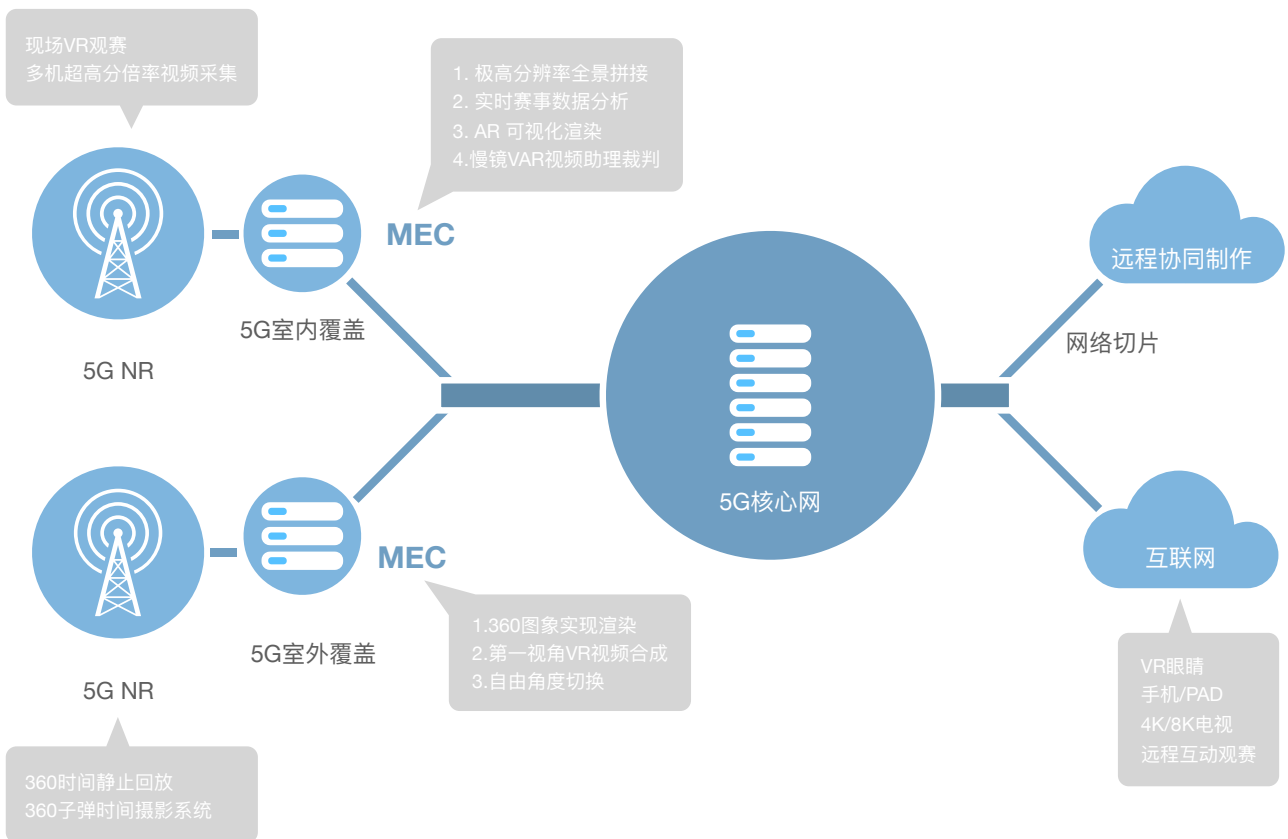 现场VR观赛
多机超高分倍率视频采集
1. 极高分辨率全景拼接
2. 实时赛事数据分析
3. AR 可视化渲染
4.慢镜VAR视频助理裁判
MEC
5G室内覆盖
5G NR
远程协同制作
网络切片
5G核心网
互联网
MEC
1.360图象实现渲染
2.第一视角VR视频合成
3.自由角度切换
5G室外覆盖
5G NR
VR眼睛
手机/PAD
4K/8K电视
远程互动观赛
360时间静止回放
360子弹时间摄影系统